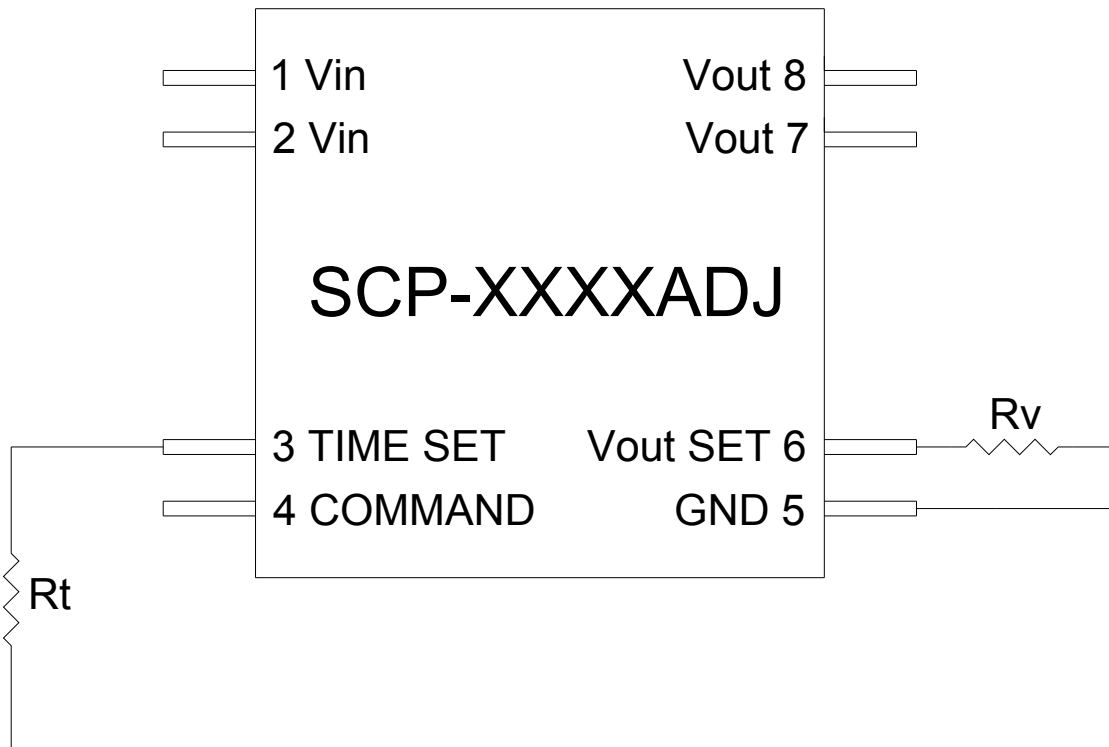 1 Vin
Vout 8
2 Vin
Vout 7
SCP-XXXXADJ
Rv
3 TIME SET
Vout SET 6
4 COMMAND
GND 5
Rt